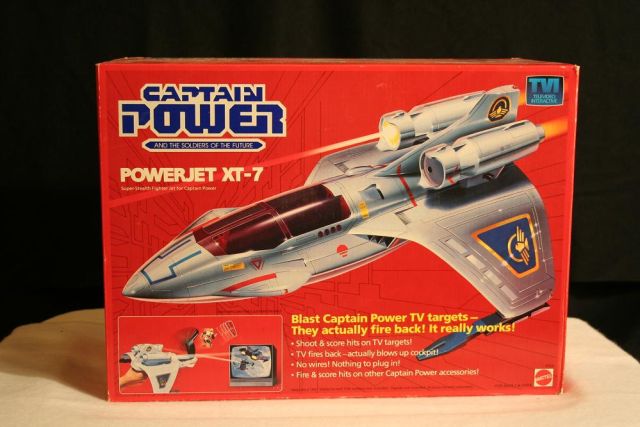 CAPTAIN
POWER
AND THE SOLDIERS OF THE FUTURE
TVI
TELEVIDEO
INTERACTIVE
POWERJET XT-7
Super-Stealth Fighter Jet for Captain Power
Blast Captain Power TV targets—
They actually fire back! It really works!
• Shoot & score hits on TV targets!
• TV fires back—actually blows up cockpit!
• No wires! Nothing to plug in!
• Fire & score hits on other Captain Power accessories!
MATTEL